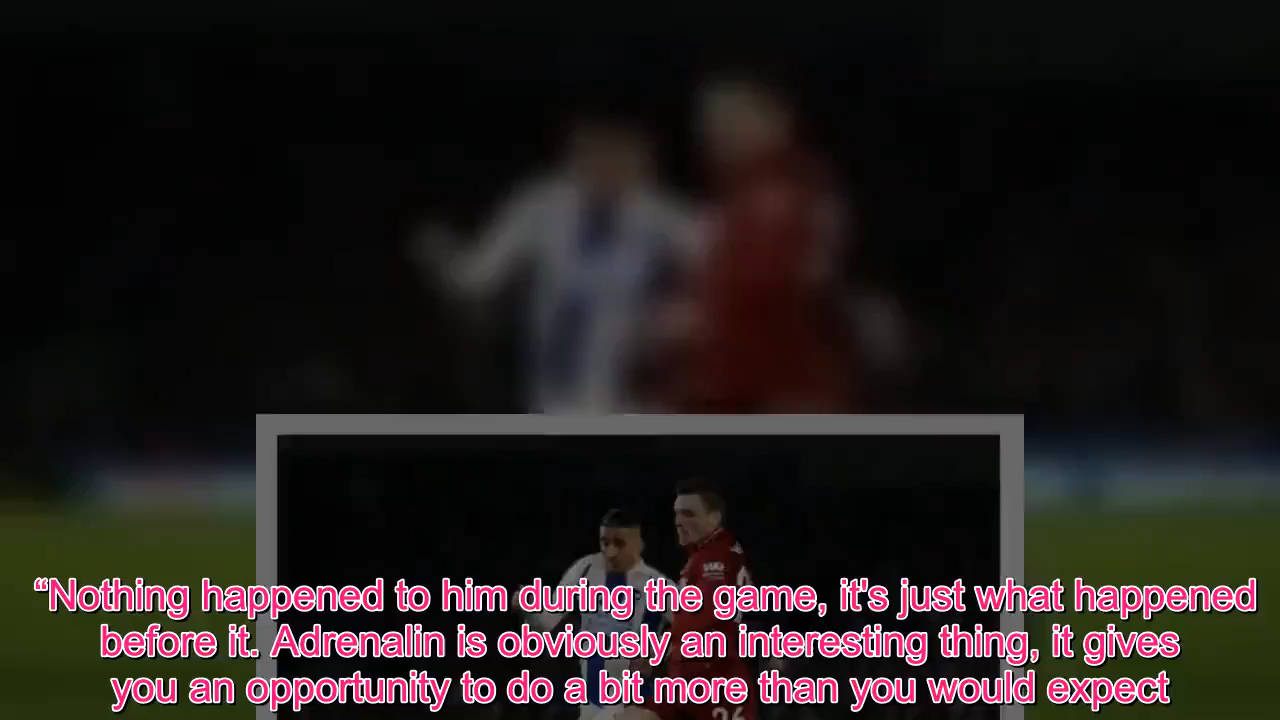 “Nothing happened to him during the game, it's just what happened
before it. Adrenalin is obviously an interesting thing, it gives
you an opportunity to do a bit more than you would expect
26